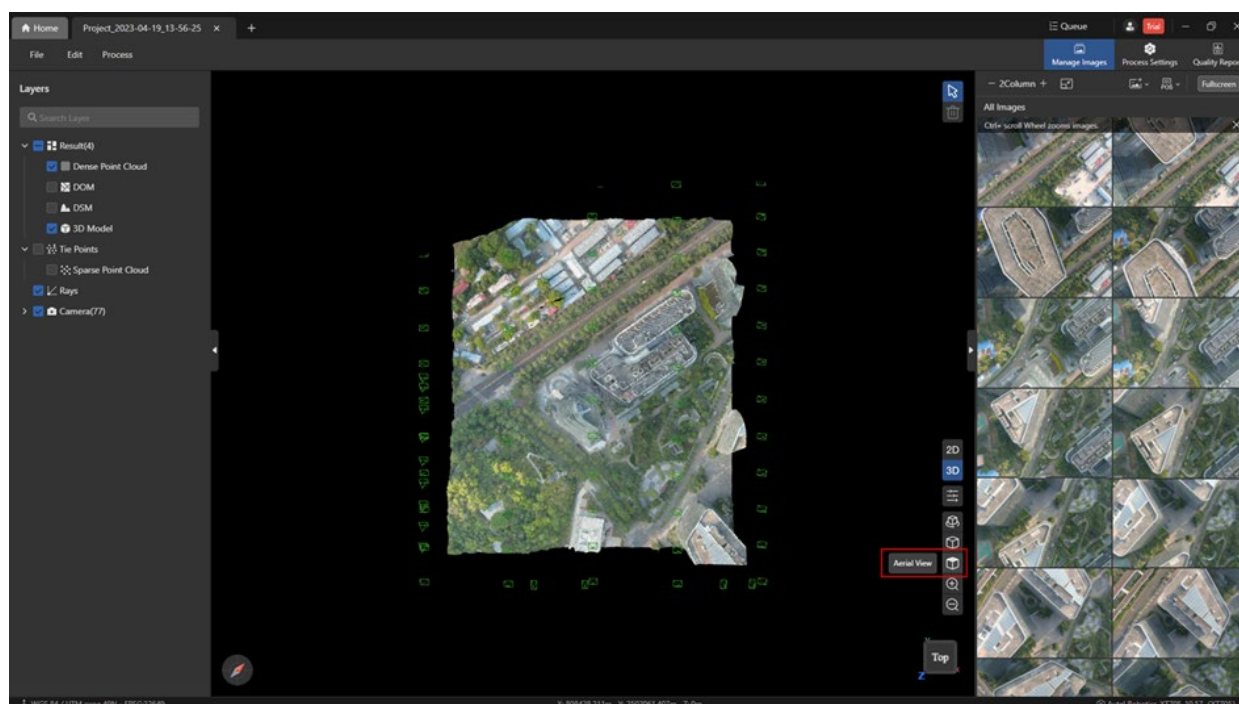 Home
Project_2023-04-19_13-56-25
Queue
Trial
File Edit Process
Manage Images
Process Settings
Quality Repor
Layers
Search Layer
Result(4)
Dense Point Cloud
DOM
DSM
3D Model
Tie Points
Sparse Point Cloud
Rays
Camera(77)
2D
3D
Aerial View
Top
Z
2Column
POS
Fullscreen
All Images
Ctrl+ scroll Wheel zooms images.